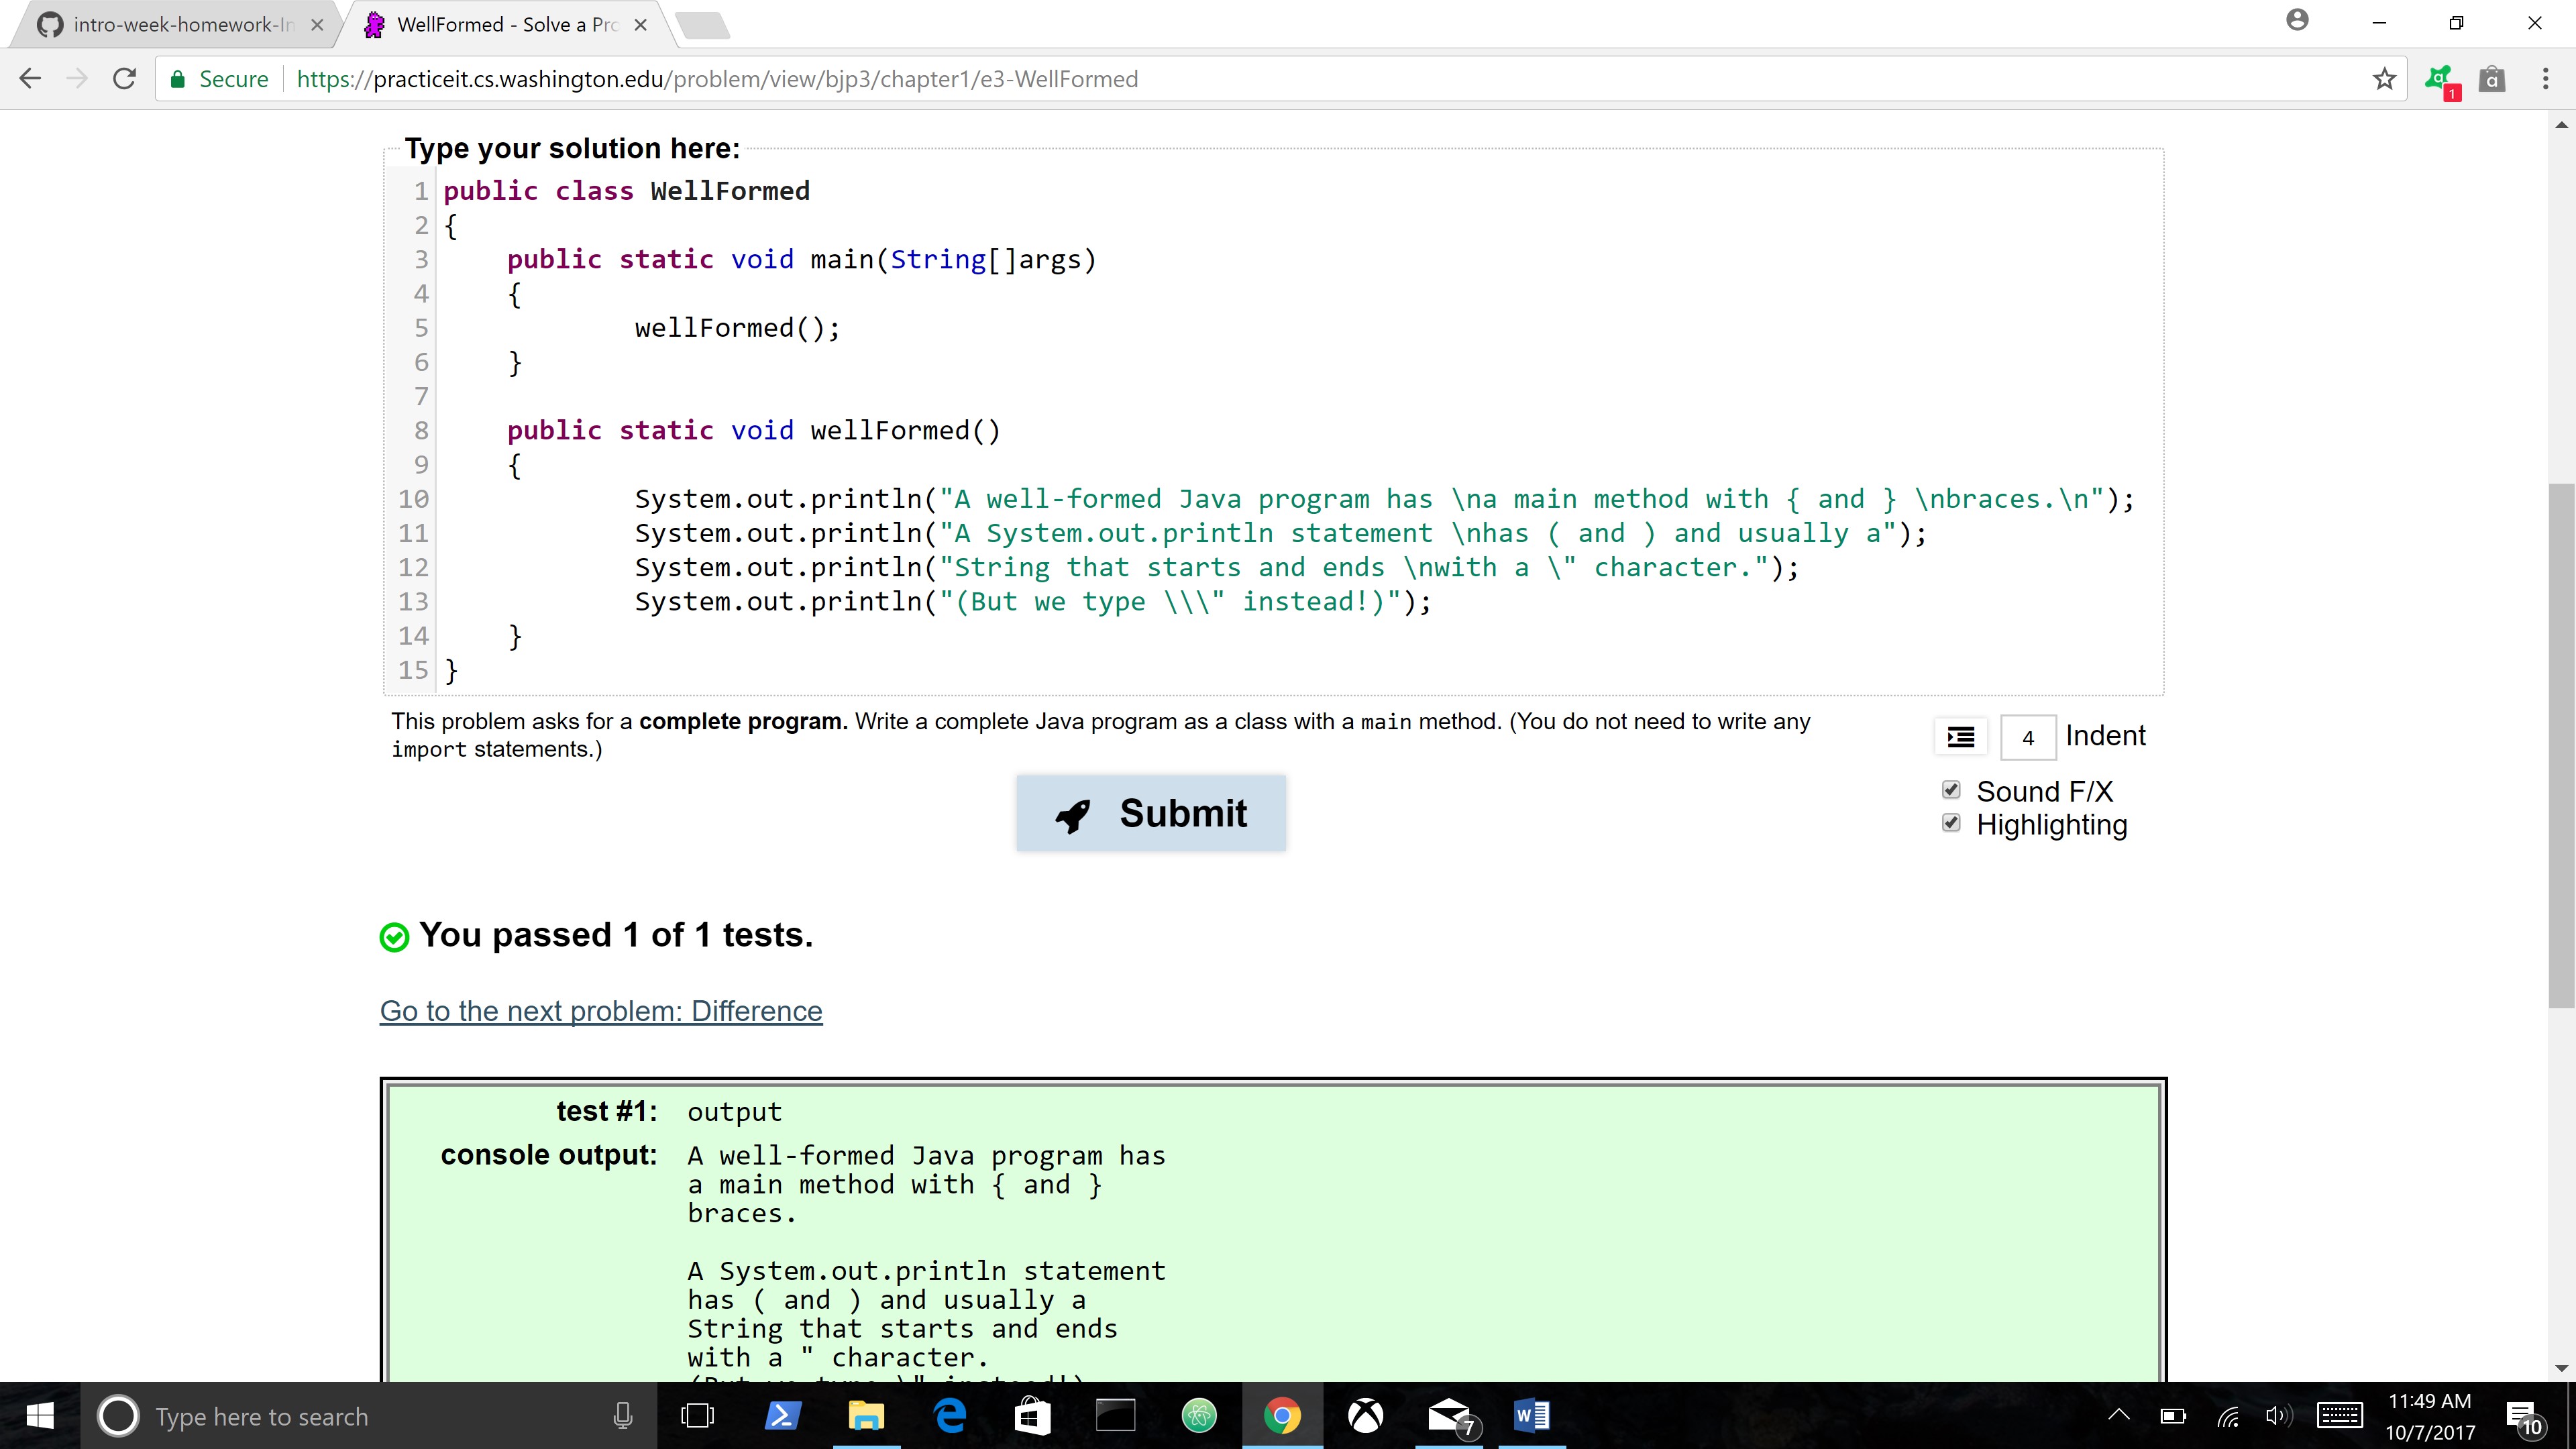 intro-week-homework-In
WellFormed - Solve a Pro
Secure https://practiceit.cs.washington.edu/problem/view/bjp3/chapter1/e3-WellFormed
1
Type your solution here:
1 public class WellFormed
2 {
3 public static void main(String[]args)
4 {
5 wellFormed();
6 }
7
8 public static void wellFormed()
9 {
10 System.out.println("A well-formed Java program has \na main method with { and } \nbraces.\n");
11 System.out.println("A System.out.println statement \nhas ( and ) and usually a");
12 System.out.println("String that starts and ends \nwith a \" character.");
13 System.out.println("(But we type \\\" instead!)");
14 }
15 }
This problem asks for a complete program. Write a complete Java program as a class with a main method. (You do not need to write any
import statements.)
4 Indent
Sound F/X
Highlighting
Submit
You passed 1 of 1 tests.
Go to the next problem: Difference
test #1: output
console output: A well-formed Java program has
a main method with { and }
braces.
A System.out.println statement
has ( and ) and usually a
String that starts and ends
with a " character.
(But we type \" instead!)
Type here to search
7
11:49 AM
10/7/2017
10